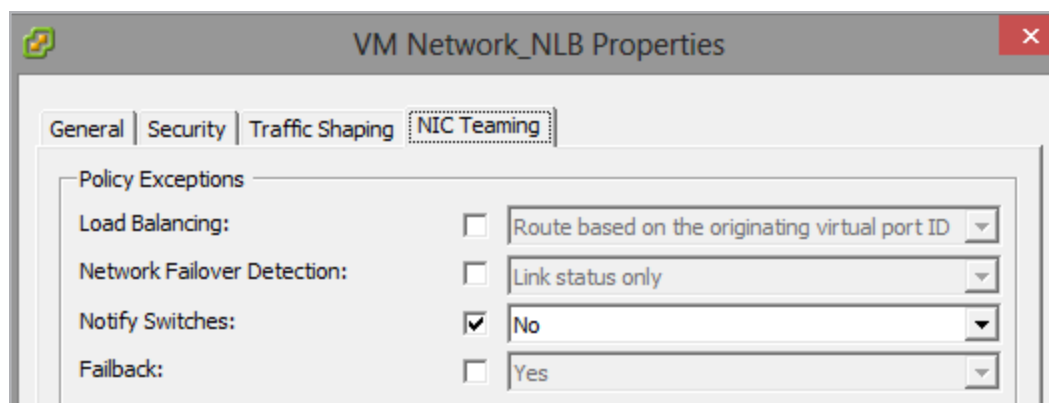 VM Network_NLB Properties
General Security Traffic Shaping NIC Teaming
Policy Exceptions
Load Balancing: Route based on the originating virtual port ID
Network Failover Detection: Link status only
Notify Switches: No
Failback: Yes